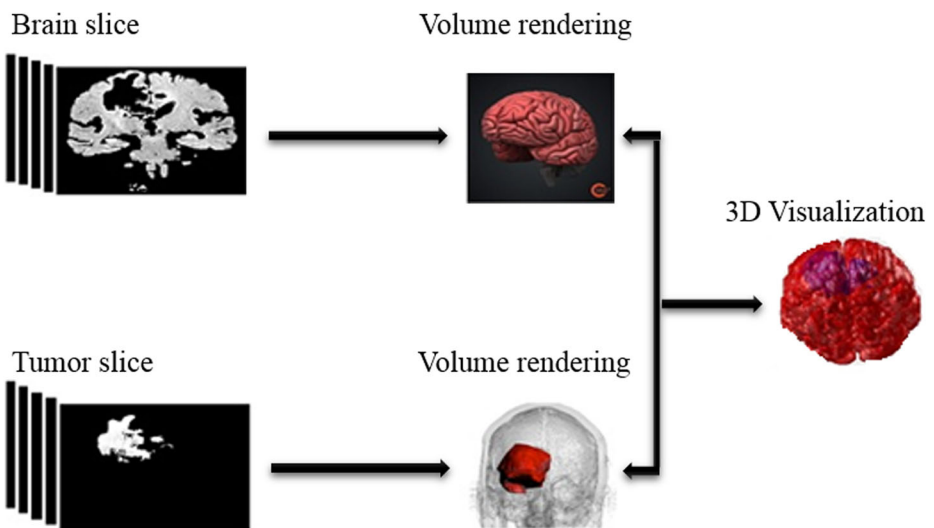 Brain slice
Volume rendering
3D Visualization
Tumor slice
Volume rendering